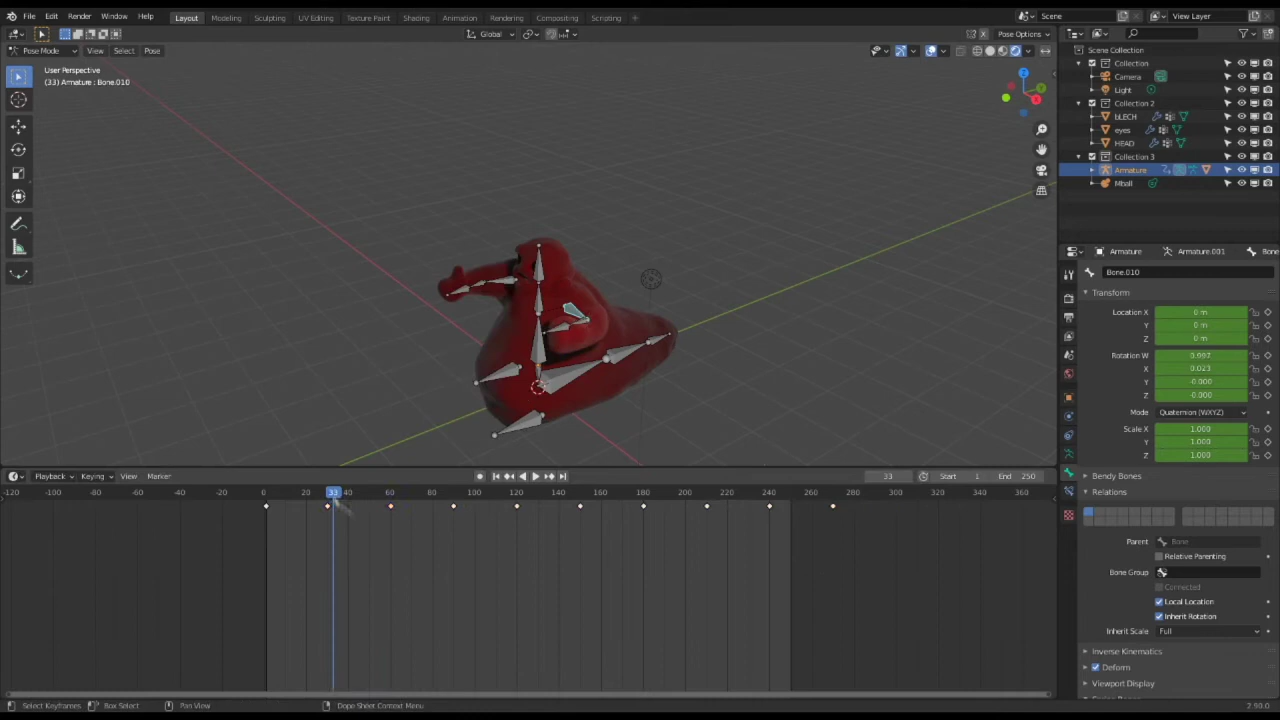 File Edit Render Window Help Layout Modeling Sculpting UV Editing Texture Paint Shading Animation Rendering Compositing Scripting + Scene View Layer
Global Pose Options
Pose Mode View Select Pose
User Perspective
(33) Armature : Bone.010
Scene Collection
Collection
Camera
Light
Collection 2
bLECH
eyes
HEAD
Collection 3
Armature
Mball
Armature Armature.001 Bone
Bone.010
Transform
Location X 0 m
Y 0 m
Z 0 m
Rotation W 0.997
X 0.023
Y -0.000
Z -0.000
Mode Quaternion (WXYZ)
Scale X 1.000
Y 1.000
Z 1.000
Bendy Bones
Relations
Parent Bone
Relative Parenting
Bone Group
Connected
Local Location
Inherit Rotation
Inherit Scale Full
Inverse Kinematics
Deform
Viewport Display
Playback Keying View Marker 33 Start 1 End 250
-120 -100 -80 -60 -40 -20 0 20 33 40 60 80 100 120 140 160 180 200 220 240 260 280 300 320 340 360
Select Keyframes Box Select Pan View Dope Sheet Context Menu 2.90.0